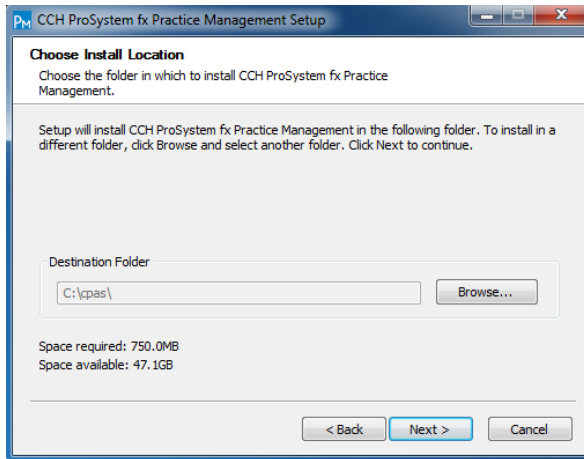 PM CCH ProSystem fx Practice Management Setup
Choose Install Location
Choose the folder in which to install CCH ProSystem fx Practice
Management.
Setup will install CCH ProSystem fx Practice Management in the following folder. To install in a
different folder, click Browse and select another folder. Click Next to continue.
Destination Folder
C:\cpas\
Browse...
Space required: 750.0MB
Space available: 47.1GB
< Back
Next >
Cancel